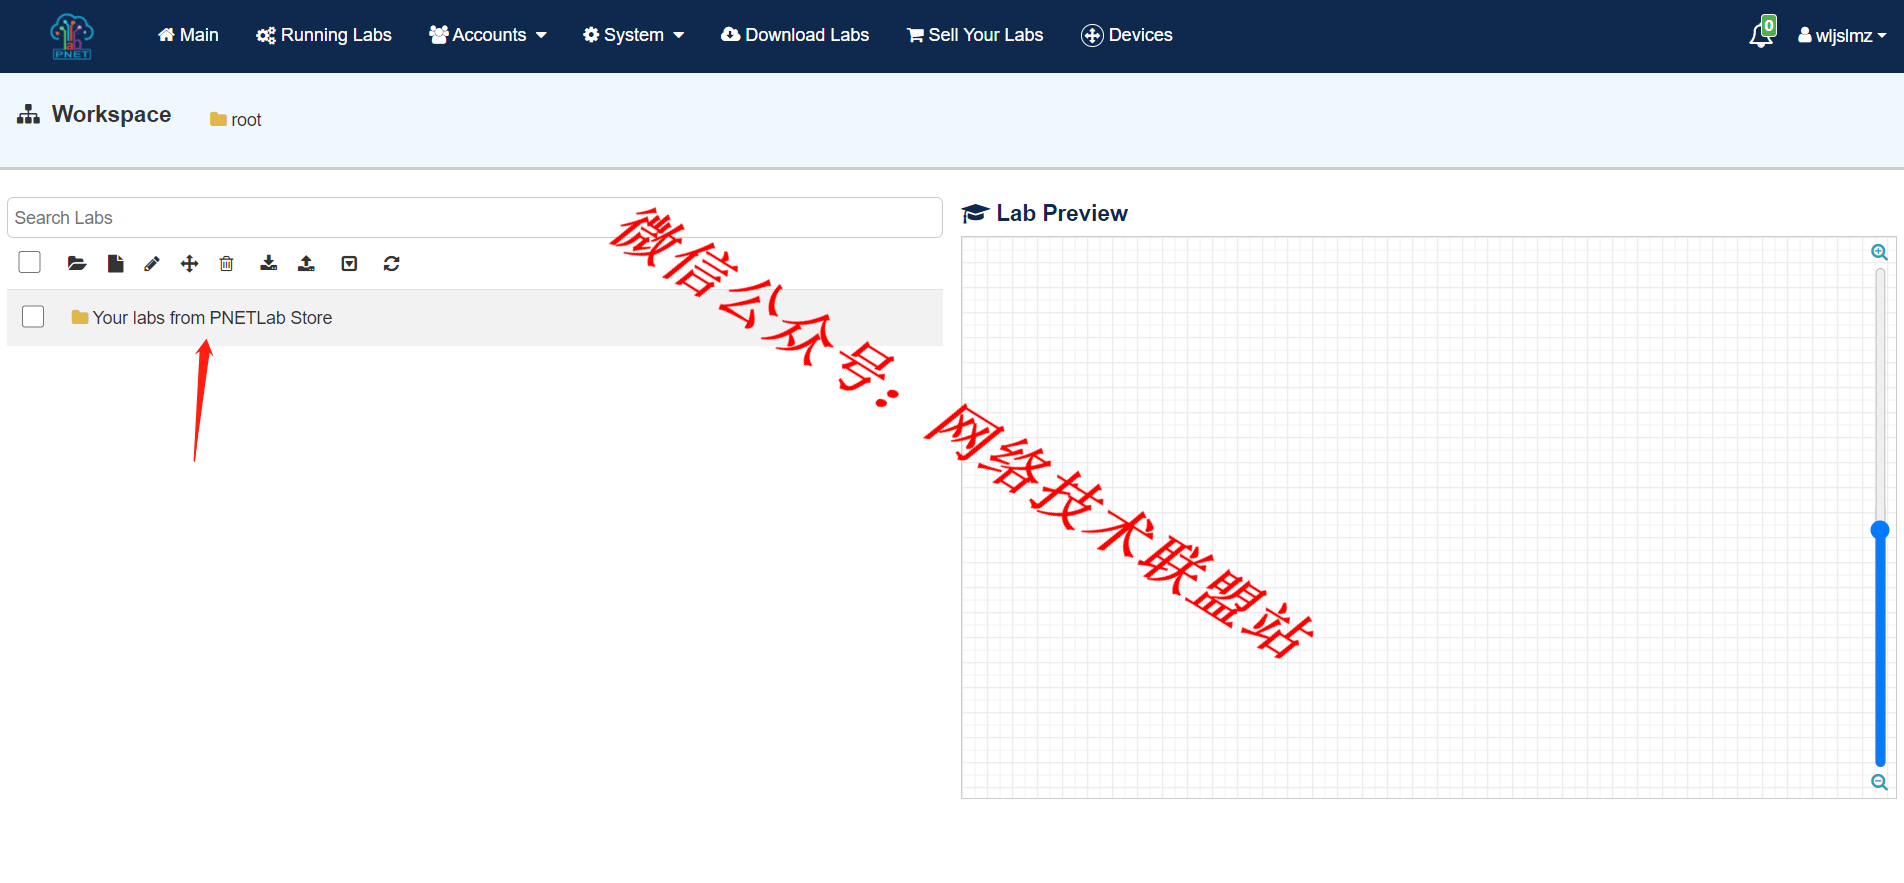 Lab
PNET
Main
Running Labs
Accounts
System
Download Labs
Sell Your Labs
Devices
0
wljslmz
Workspace
root
Search Labs
Your labs from PNETLab Store
Lab Preview
微信公众号：网络技术联盟站